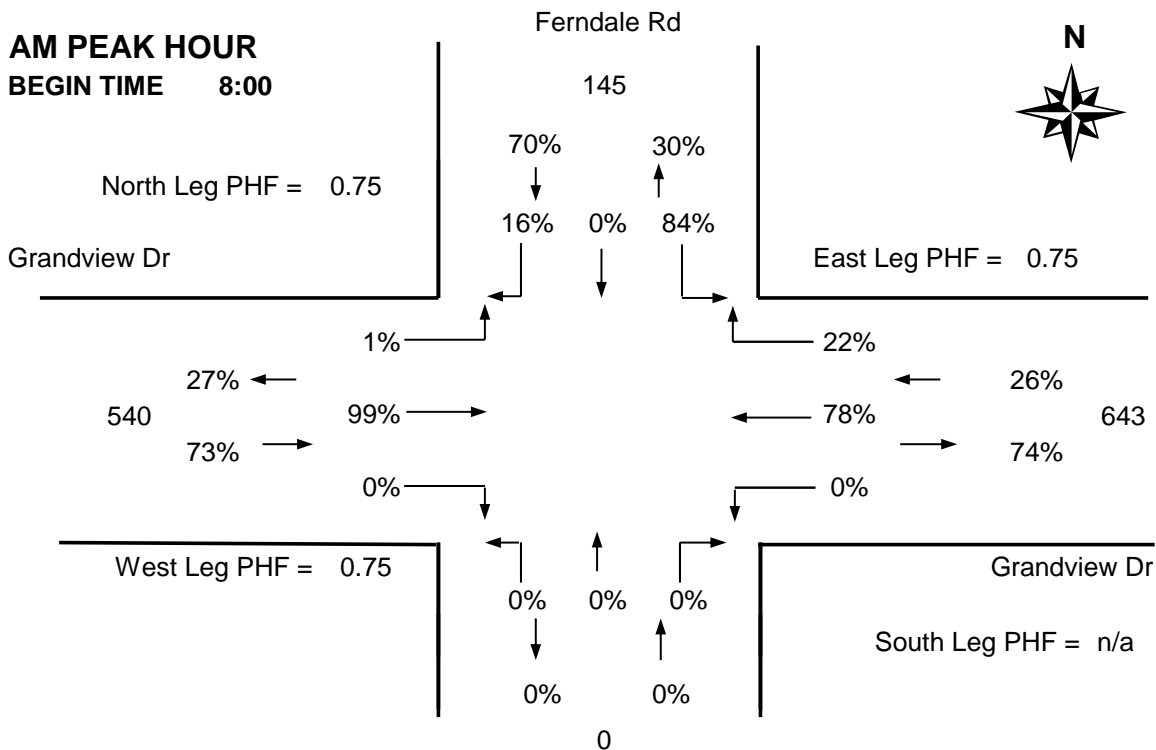 Ferndale Rd
AM PEAK HOUR
N
BEGIN TIME 8:00
145
70% 30%
North Leg PHF = 0.75
16% 0% 84%
Grandview Dr
East Leg PHF = 0.75
1%
22%
27%
26%
540
99%
78%
643
73%
74%
0%
0%
West Leg PHF = 0.75
Grandview Dr
0% 0% 0%
South Leg PHF = n/a
0% 0%
0